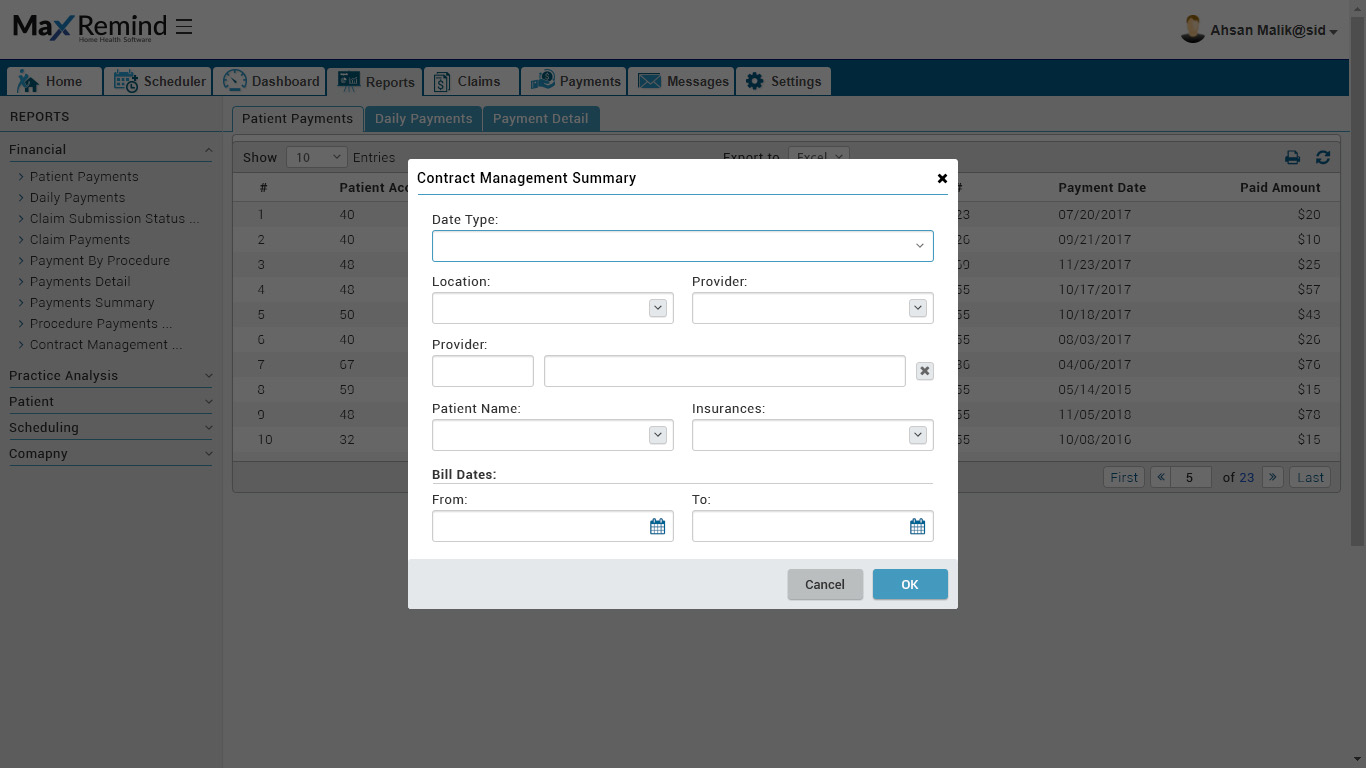 MaxRemind
Home Health Software
Ahsan Malik@sid
Home
Scheduler
Dashboard
Reports
Claims
Payments
Messages
Settings
REPORTS
Financial
Patient Payments
Daily Payments
Claim Submission Status ...
Claim Payments
Payment By Procedure
Payments Detail
Payments Summary
Procedure Payments ...
Contract Management ...
Practice Analysis
Patient
Scheduling
Comapny
Patient Payments
Daily Payments
Payment Detail
Show 10 Entries
Export to Excel
# Patient Acc # Payment Date Paid Amount
1 40 23 07/20/2017 $20
2 40 26 09/21/2017 $10
3 48 69 11/23/2017 $25
4 48 55 10/17/2017 $57
5 50 55 10/18/2017 $43
6 40 55 08/03/2017 $26
7 67 36 04/06/2017 $76
8 59 55 05/14/2015 $15
9 48 55 11/05/2018 $78
10 32 55 10/08/2016 $15
First « 5 of 23 » Last
Contract Management Summary
Date Type:
Location:
Provider:
Provider:
Patient Name:
Insurances:
Bill Dates:
From:
To:
Cancel
OK